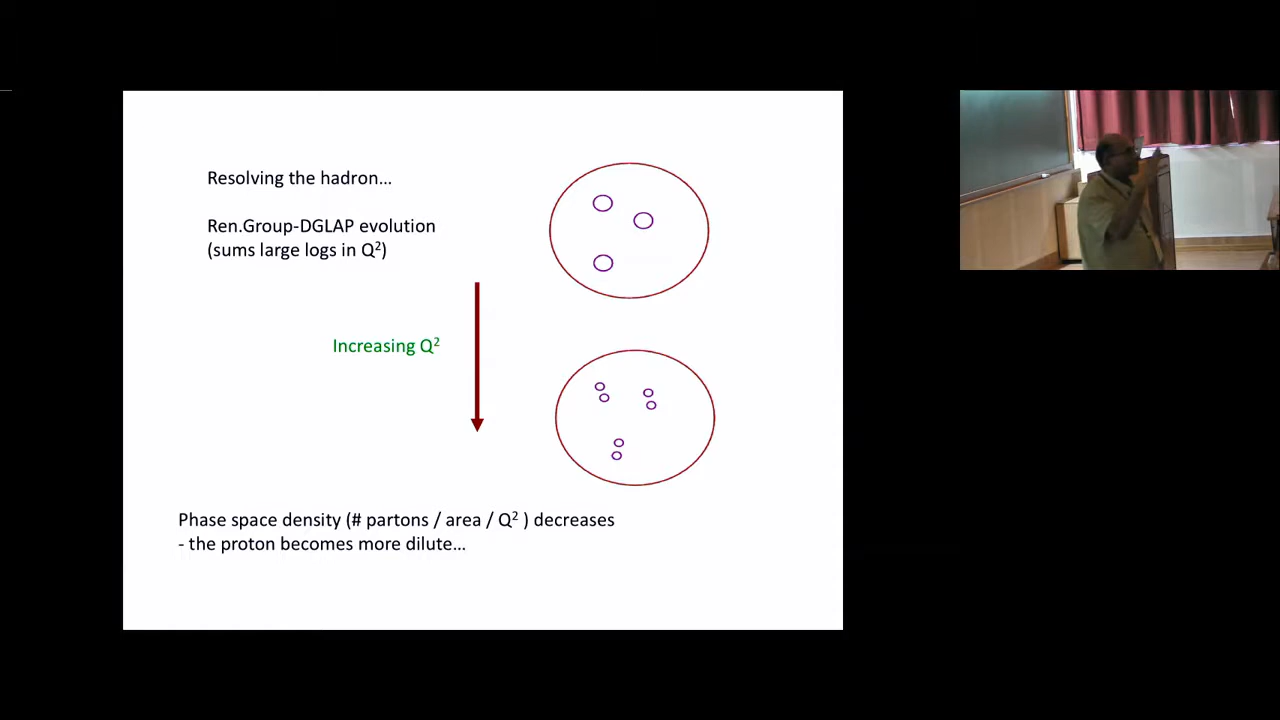 Resolving the hadron…
Ren.Group-DGLAP evolution
(sums large logs in Q²)
Increasing Q²
Phase space density (# partons / area / Q² ) decreases
- the proton becomes more dilute…